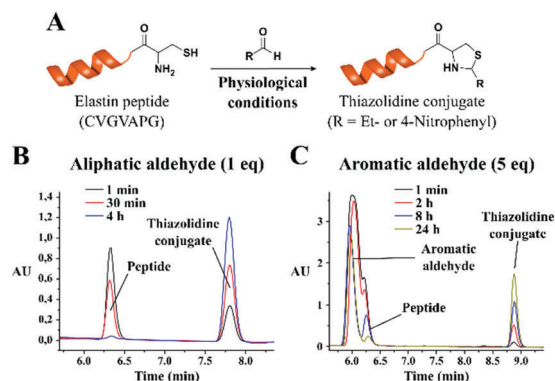 A
O
SH
NH₂
O
R
H
Physiological
conditions
O
S
HN
R
Elastin peptide
(CVGVAPG)
Thiazolidine conjugate
(R = Et- or 4-Nitrophenyl)
B
Aliphatic aldehyde (1 eq)
1 min
30 min
4 h
Thiazolidine
conjugate
Peptide
AU
1,4
1,2
1,0
0,8
0,6
0,4
0,2
0,0
6.0
6.5
7.0
7.5
8.0
Time (min)
C
Aromatic aldehyde (5 eq)
1 min
2 h
8 h
24 h
Thiazolidine
conjugate
Aromatic
aldehyde
Peptide
AU
3
2
1
0
6.0
6.5
7.0
7.5
8.0
8.5
9.0
Time (min)